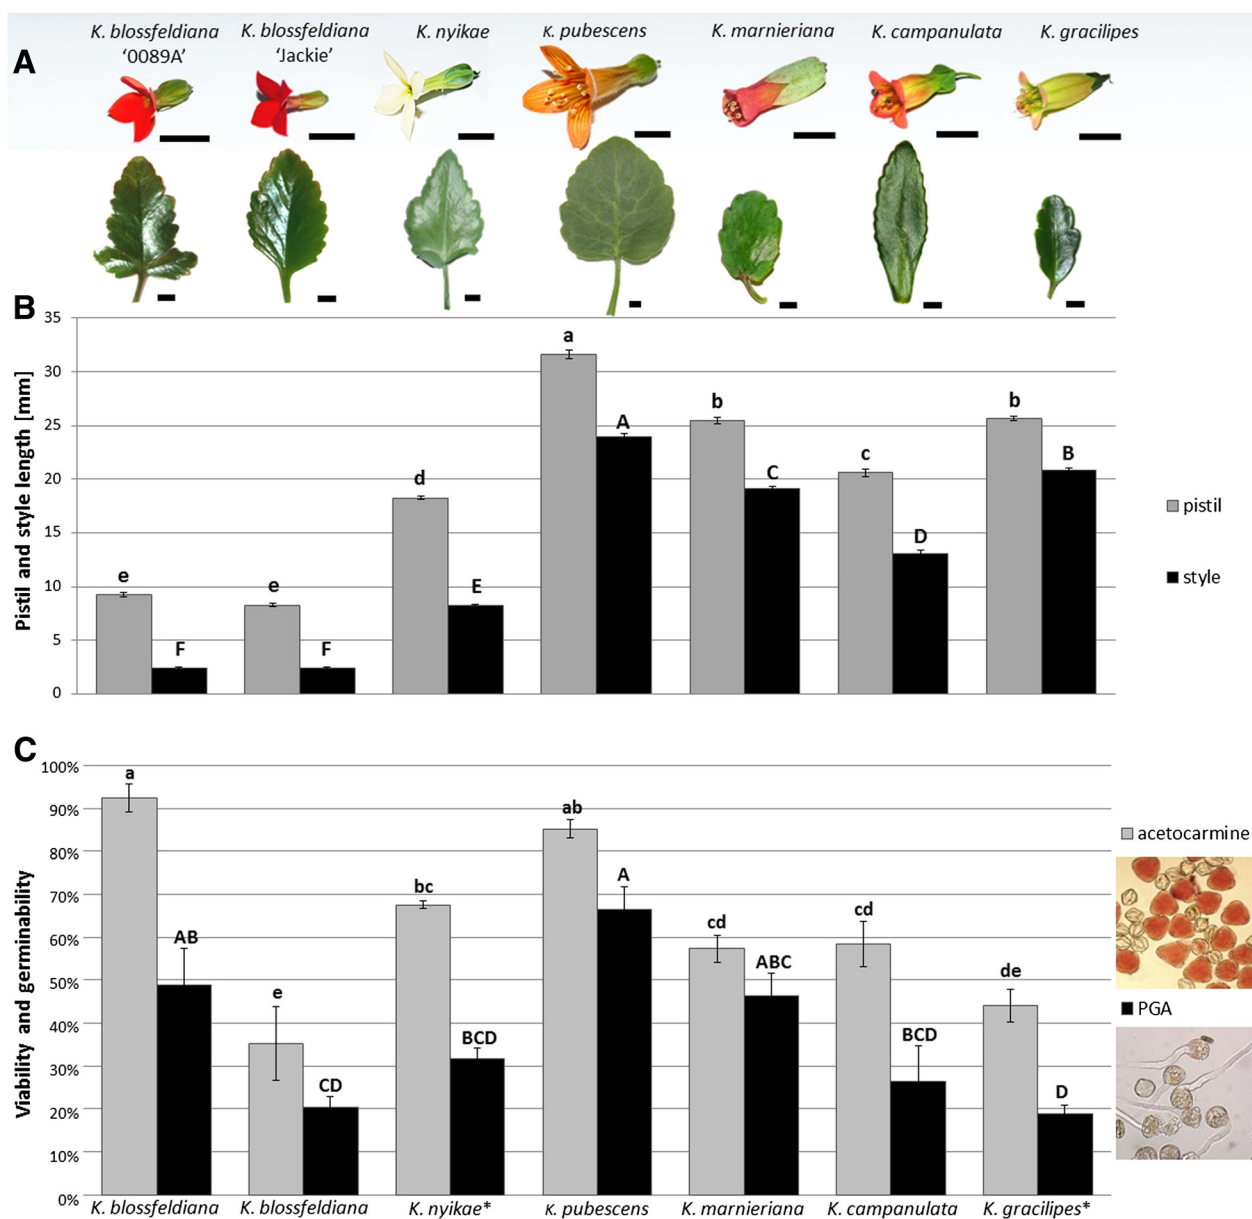 K. blossfeldiana K. blossfeldiana K. nyikae K. pubescens K. marnieriana K. campanulata K. gracilipes
‘0089A’ ‘Jackie’
A
B
35
30
25
20
15
10
5
0
Pistil and style length [mm]
a
b b
A
c B
d C
D
e e E
F F
pistil
style
C
100%
90%
80%
70%
60%
50%
40%
30%
20%
10%
0%
Viability and germinability
a
ab
bc A
AB cd cd
ABC
e de
BCD BCD
CD D
acetocarmine
PGA
K. blossfeldiana K. blossfeldiana K. nyikae* K. pubescens K. marnieriana K. campanulata K. gracilipes*